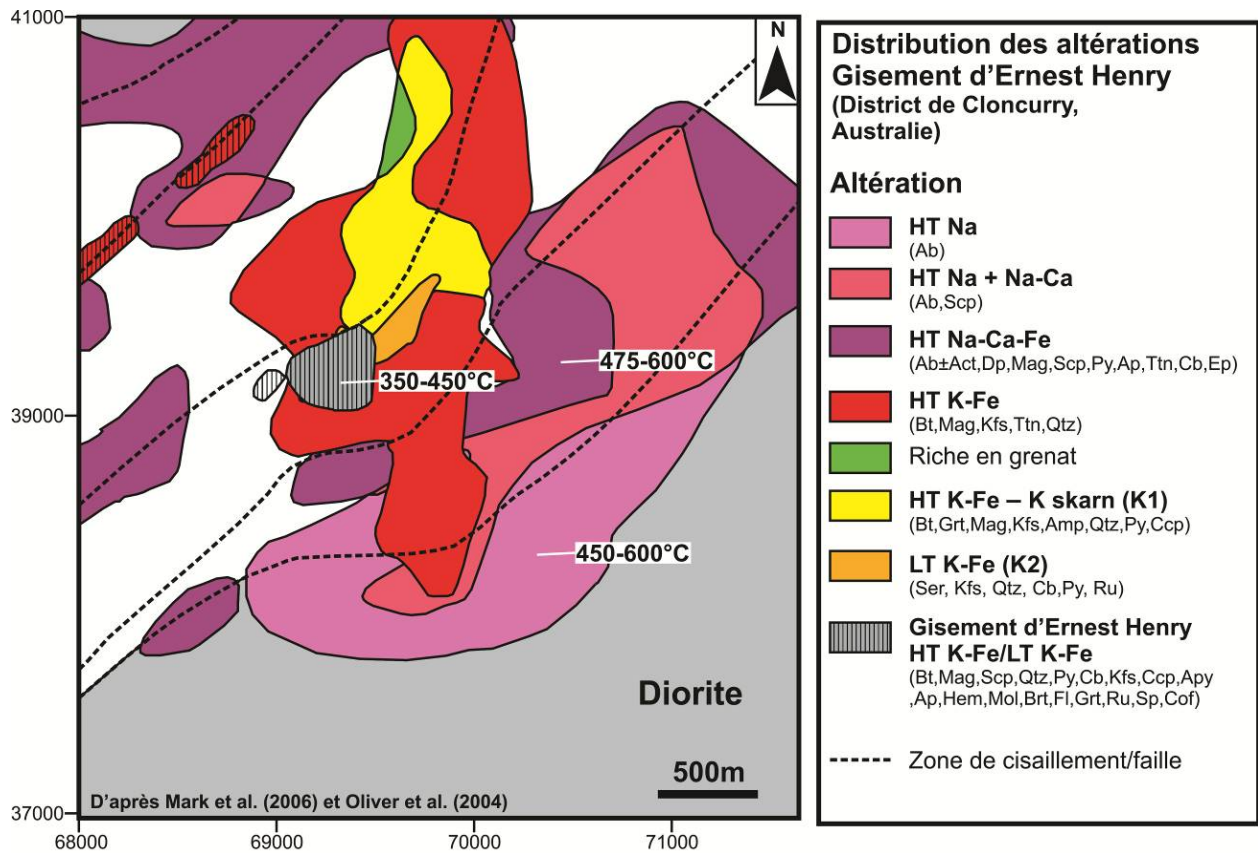 41000
39000
37000
68000
69000
70000
71000
N
475-600°C
350-450°C
450-600°C
Diorite
500m
D'après Mark et al. (2006) et Oliver et al. (2004)
Distribution des altérations
Gisement d'Ernest Henry
(District de Cloncurry,
Australie)
Altération
HT Na
(Ab)
HT Na + Na-Ca
(Ab,Scp)
HT Na-Ca-Fe
(Ab±Act,Dp,Mag,Scp,Py,Ap,Ttn,Cb,Ep)
HT K-Fe
(Bt,Mag,Kfs,Ttn,Qtz)
Riche en grenat
HT K-Fe – K skarn (K1)
(Bt,Grt,Mag,Kfs,Amp,Qtz,Py,Ccp)
LT K-Fe (K2)
(Ser, Kfs, Qtz, Cb,Py, Ru)
Gisement d'Ernest Henry
HT K-Fe/LT K-Fe
(Bt,Mag,Scp,Qtz,Py,Cb,Kfs,Ccp,Apy
,Ap,Hem,Mol,Brt,Fl,Grt,Ru,Sp,Cof)
Zone de cisaillement/faille